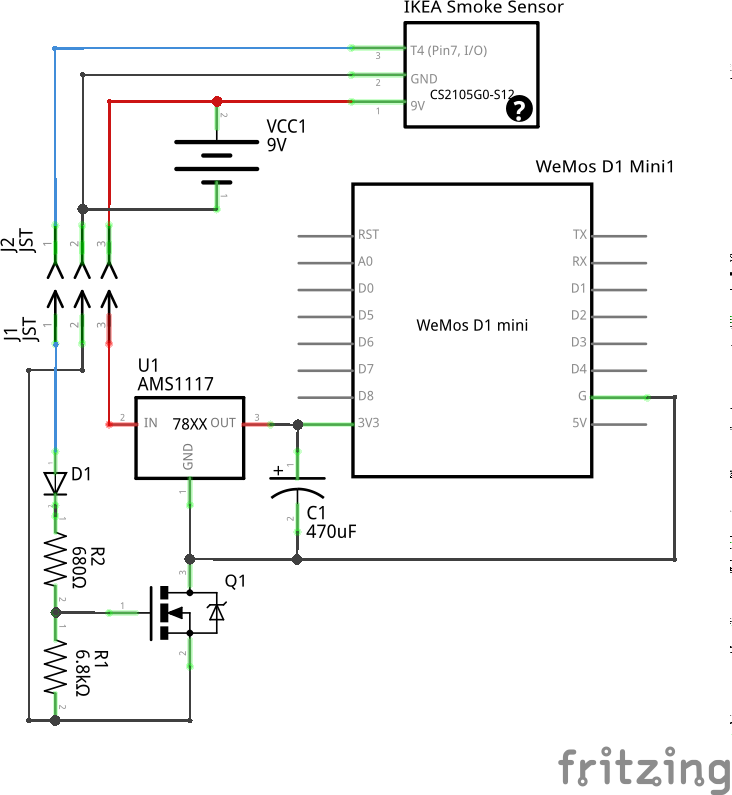 IKEA Smoke Sensor
T4 (Pin7, I/O)
3
GND
2
CS2105G0-S12
9V
1
?
VCC1
9V
2
1
WeMos D1 Mini1
RST
A0
D0
D5
D6
D7
D8
3V3
TX
RX
D1
D2
D3
D4
G
5V
WeMos D1 mini
J2
JST
1
2
3
J1
JST
1
2
3
U1
AMS1117
2
IN
78XX
OUT
3
GND
1
+
1
C1
470uF
2
D1
1
2
1
R2
680Ω
2
1
R1
6.8kΩ
2
Q1
3
1
2
fritzing